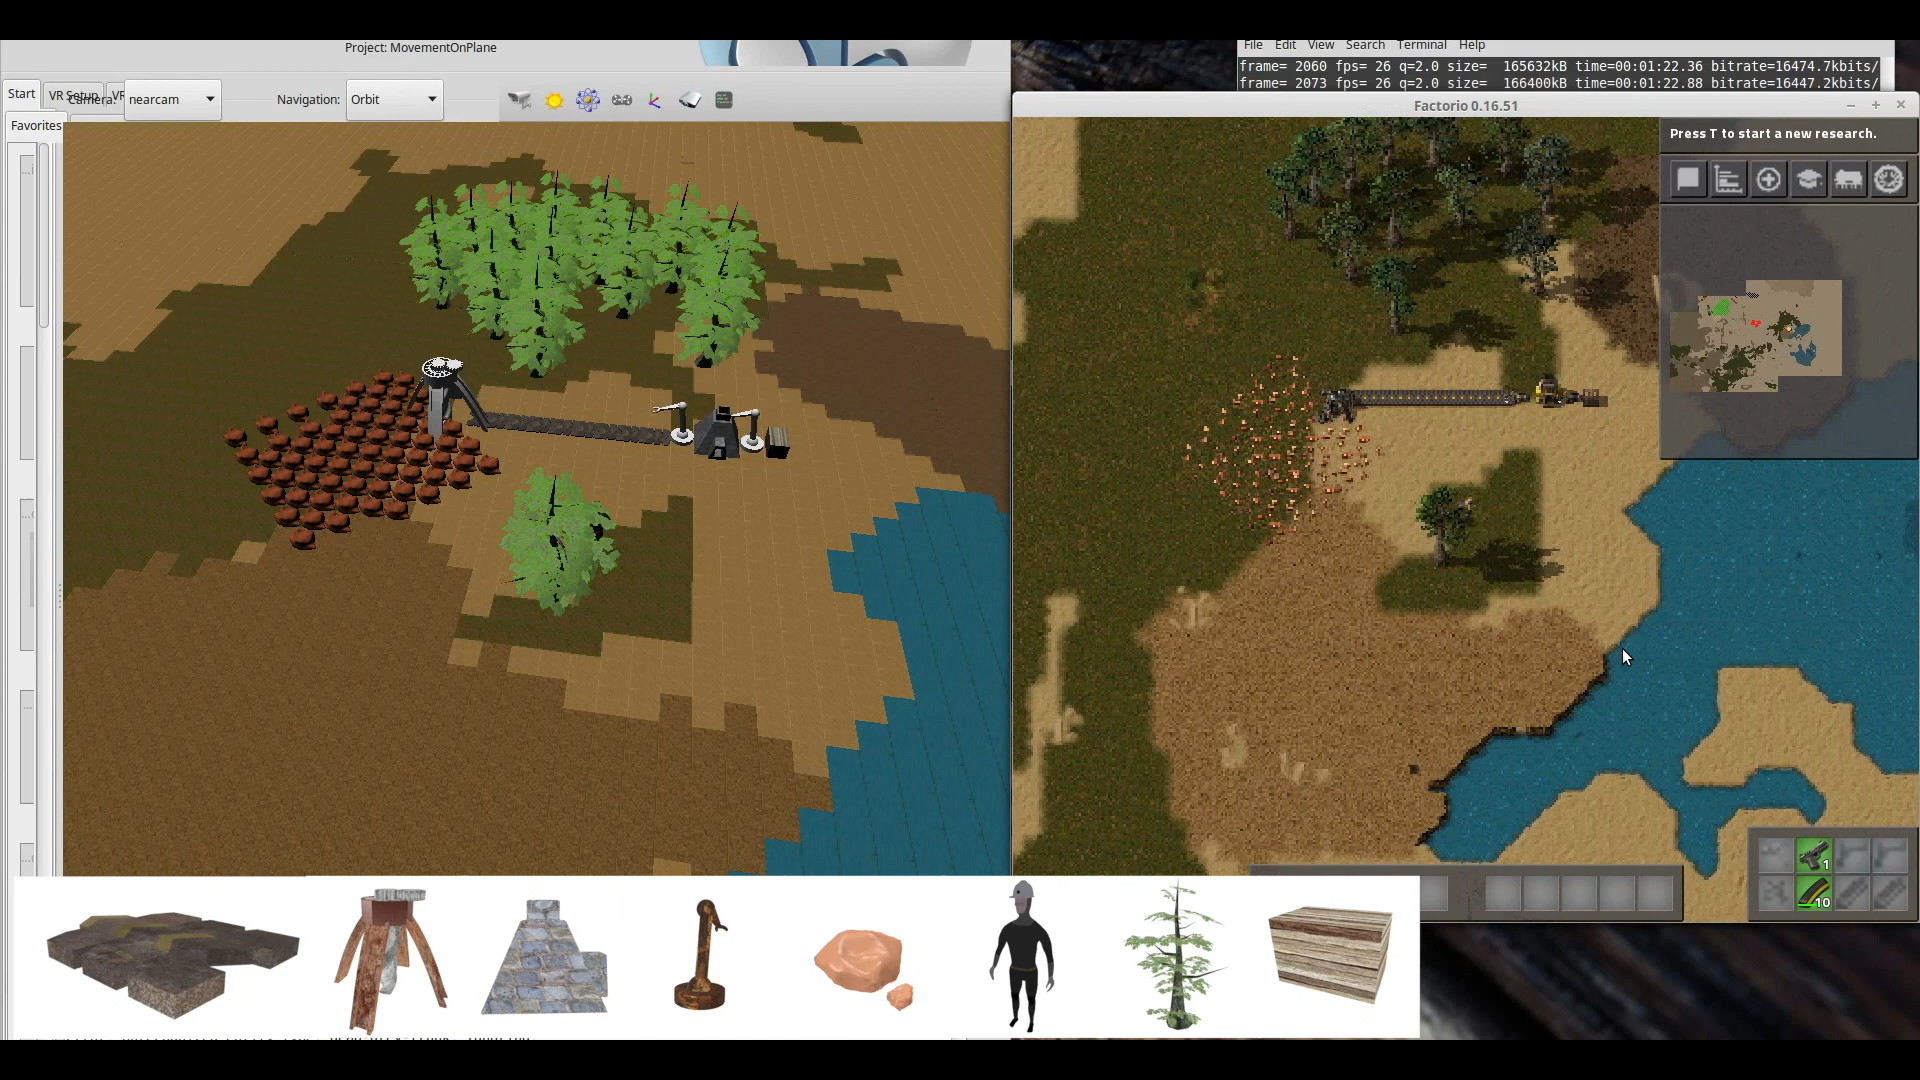 Project: MovementOnPlane
Start
VR Setup
VR
Camera:
nearcam
Navigation:
Orbit
Favorites
File Edit View Search Terminal Help
frame= 2060 fps= 26 q=2.0 size= 165632kB time=00:01:22.36 bitrate=16474.7kbits/
frame= 2073 fps= 26 q=2.0 size= 166400kB time=00:01:22.88 bitrate=16447.2kbits/
Factorio 0.16.51
Press T to start a new research.
1
10